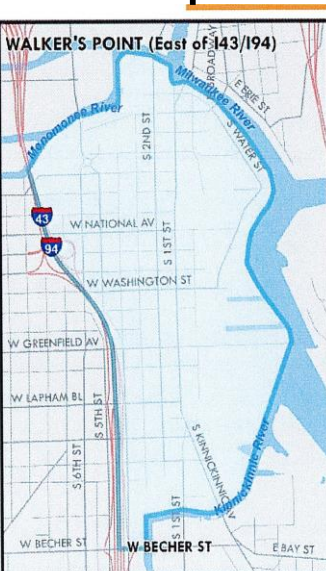 WALKER'S POINT (East of I43/I94)
BROADWAY
Menomonee River
Milwaukee River
E ERIE ST
S 2ND ST
S WATER ST
43
W NATIONAL AV
94
S 1ST ST
W WASHINGTON ST
W GREENFIELD AV
W LAPHAM BL
S 5TH ST
S 6TH ST
S KINNICKINNIC AV
Kinnickinnic River
S 1ST ST
W BECHER ST
W BECHER ST
E BAY ST